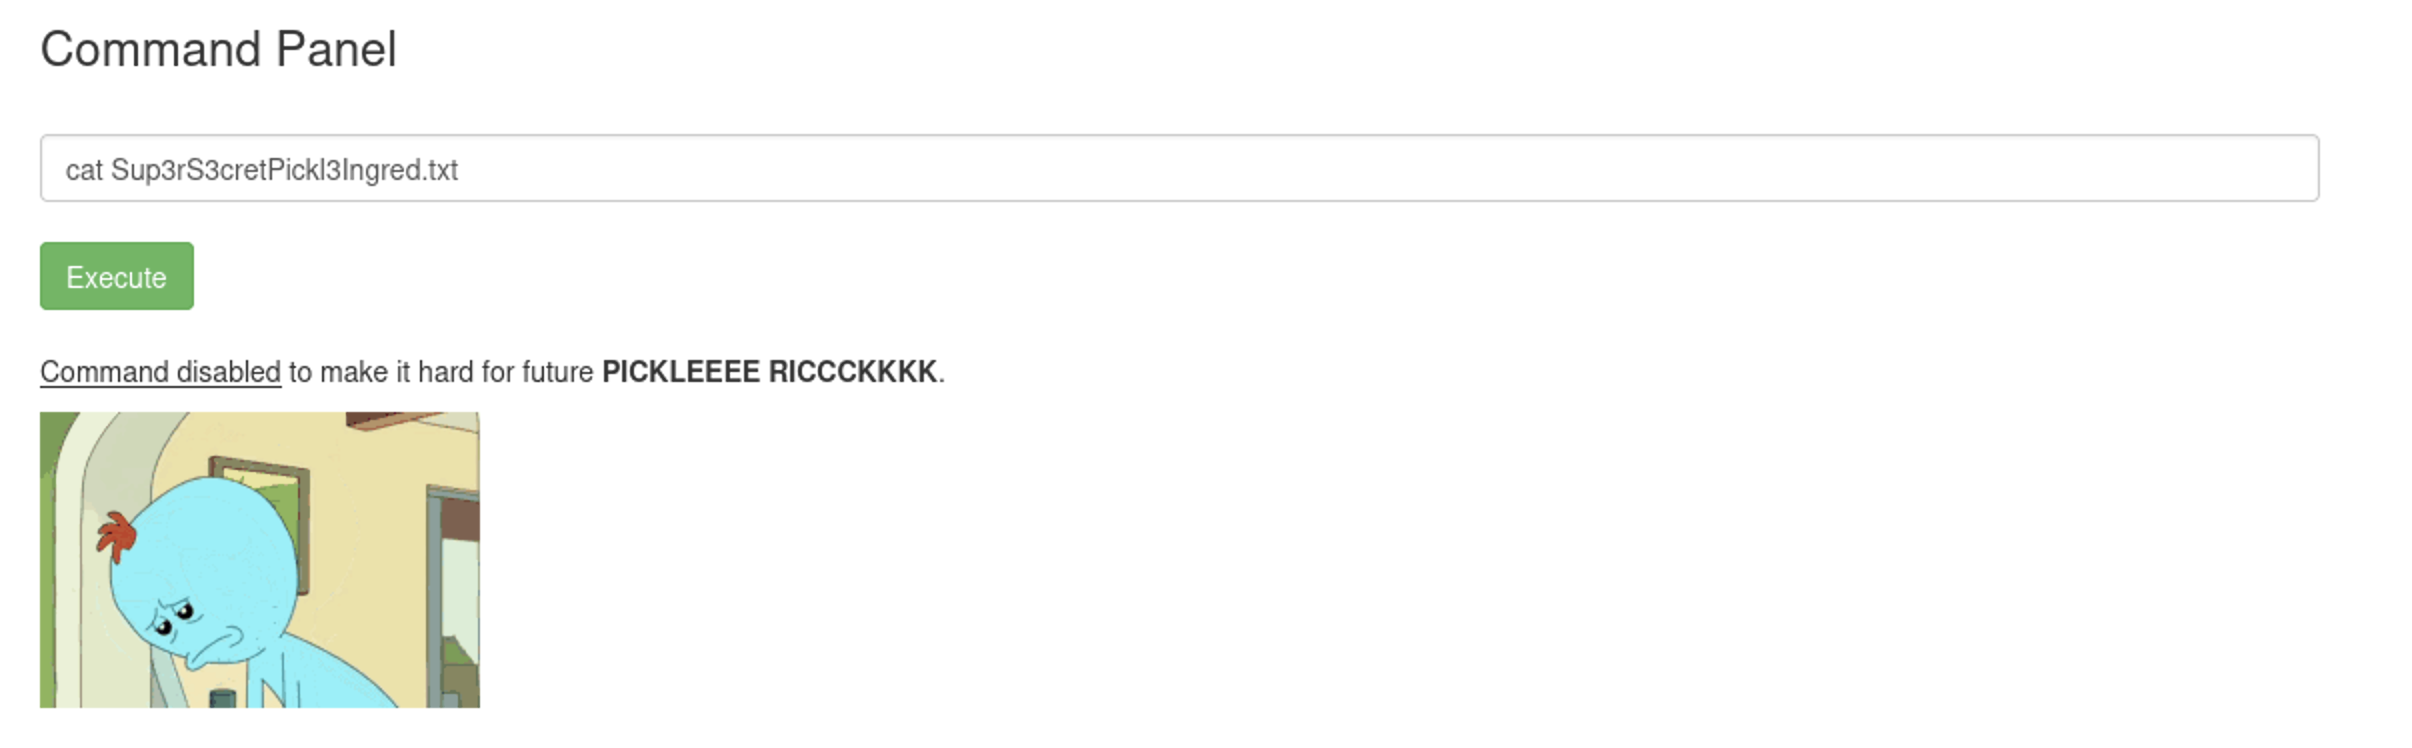 Command Panel
cat Sup3rS3cretPickl3Ingred.txt
Execute
Command disabled to make it hard for future PICKLEEEE RICCCKKKK.